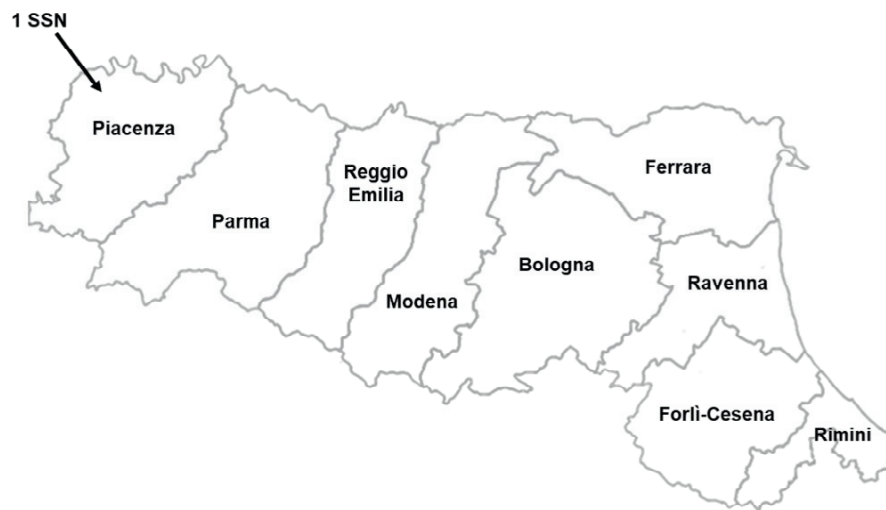 1 SSN
Piacenza
Parma
Reggio
Emilia
Modena
Bologna
Ferrara
Ravenna
Forlì-Cesena
Rimini